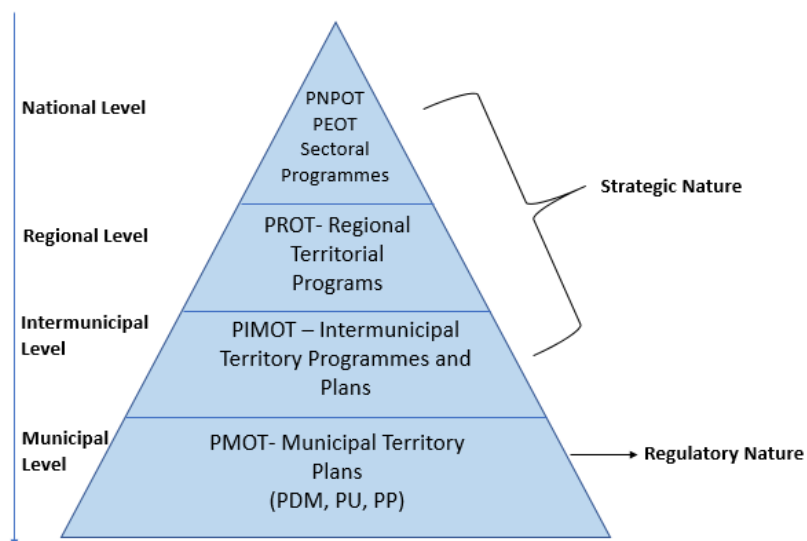 National Level
PNPOT
PEOT
Sectoral
Programmes
Strategic Nature
Regional Level
PROT- Regional
Territorial
Programs
Intermunicipal
Level
PIMOT – Intermunicipal
Territory Programmes and
Plans
Municipal
Level
PMOT- Municipal Territory
Plans
(PDM, PU, PP)
Regulatory Nature